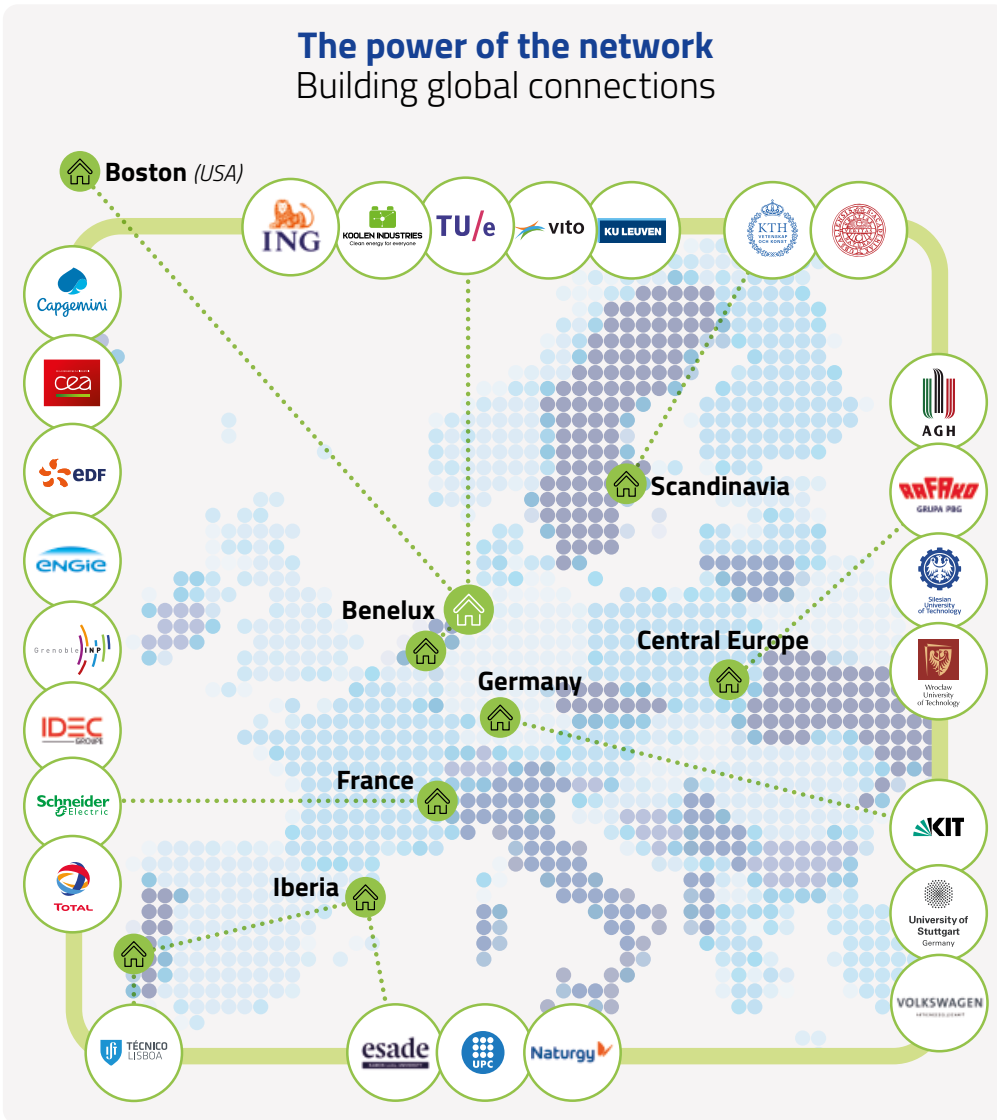 The power of the network
Building global connections
Boston (USA)
ING
KOOLEN INDUSTRIES
Clean energy for everyone
TU/e
vito
KU LEUVEN
KTH
VETENSKAP
OCH KONST
Capgemini
cea
eDF
ENGIE
Grenoble INP
IDEC
GROUPE
Schneider
Electric
TOTAL
AGH
RAFAKO
GRUPA PBG
Silesian
University
of Technology
Wrocław
University
of Technology
Scandinavia
Benelux
Central Europe
Germany
France
Iberia
KIT
University of
Stuttgart
Germany
VOLKSWAGEN
AKTIENGESELLSCHAFT
TÉCNICO
LISBOA
esade
UPC
Naturgy